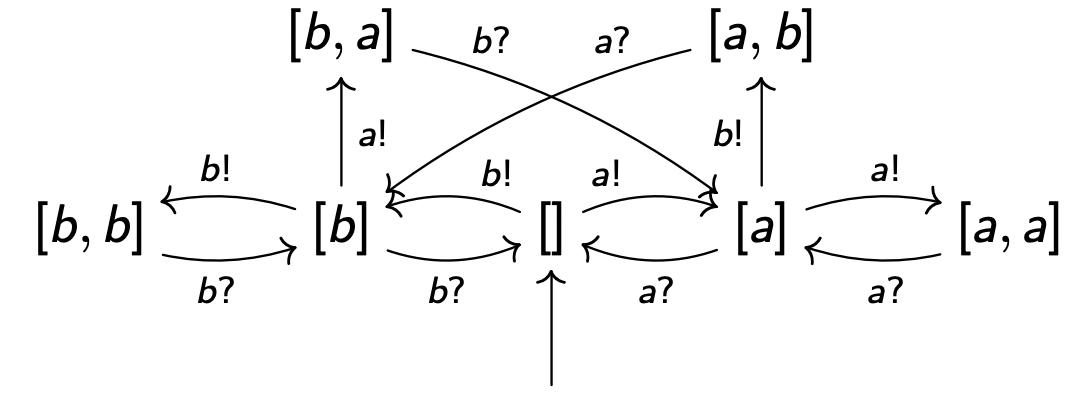 [b, a] b? a? [a, b]
a! b!
b! b! a! a!
[b, b] [b] [] [a] [a, a]
b? b? a? a?